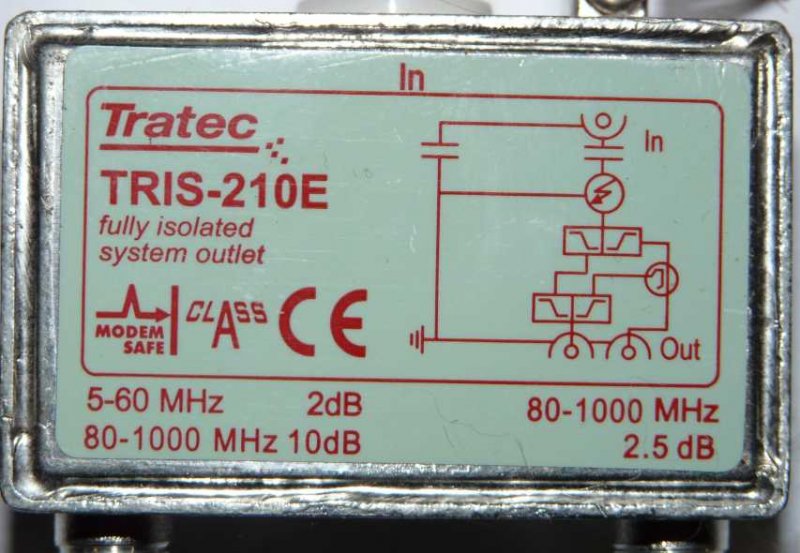 In
Tratec
TRIS-210E
fully isolated
system outlet
MODEM
SAFE
CLASS
CE
In
Out
5-60 MHz 2dB
80-1000 MHz 10dB
80-1000 MHz
2.5 dB